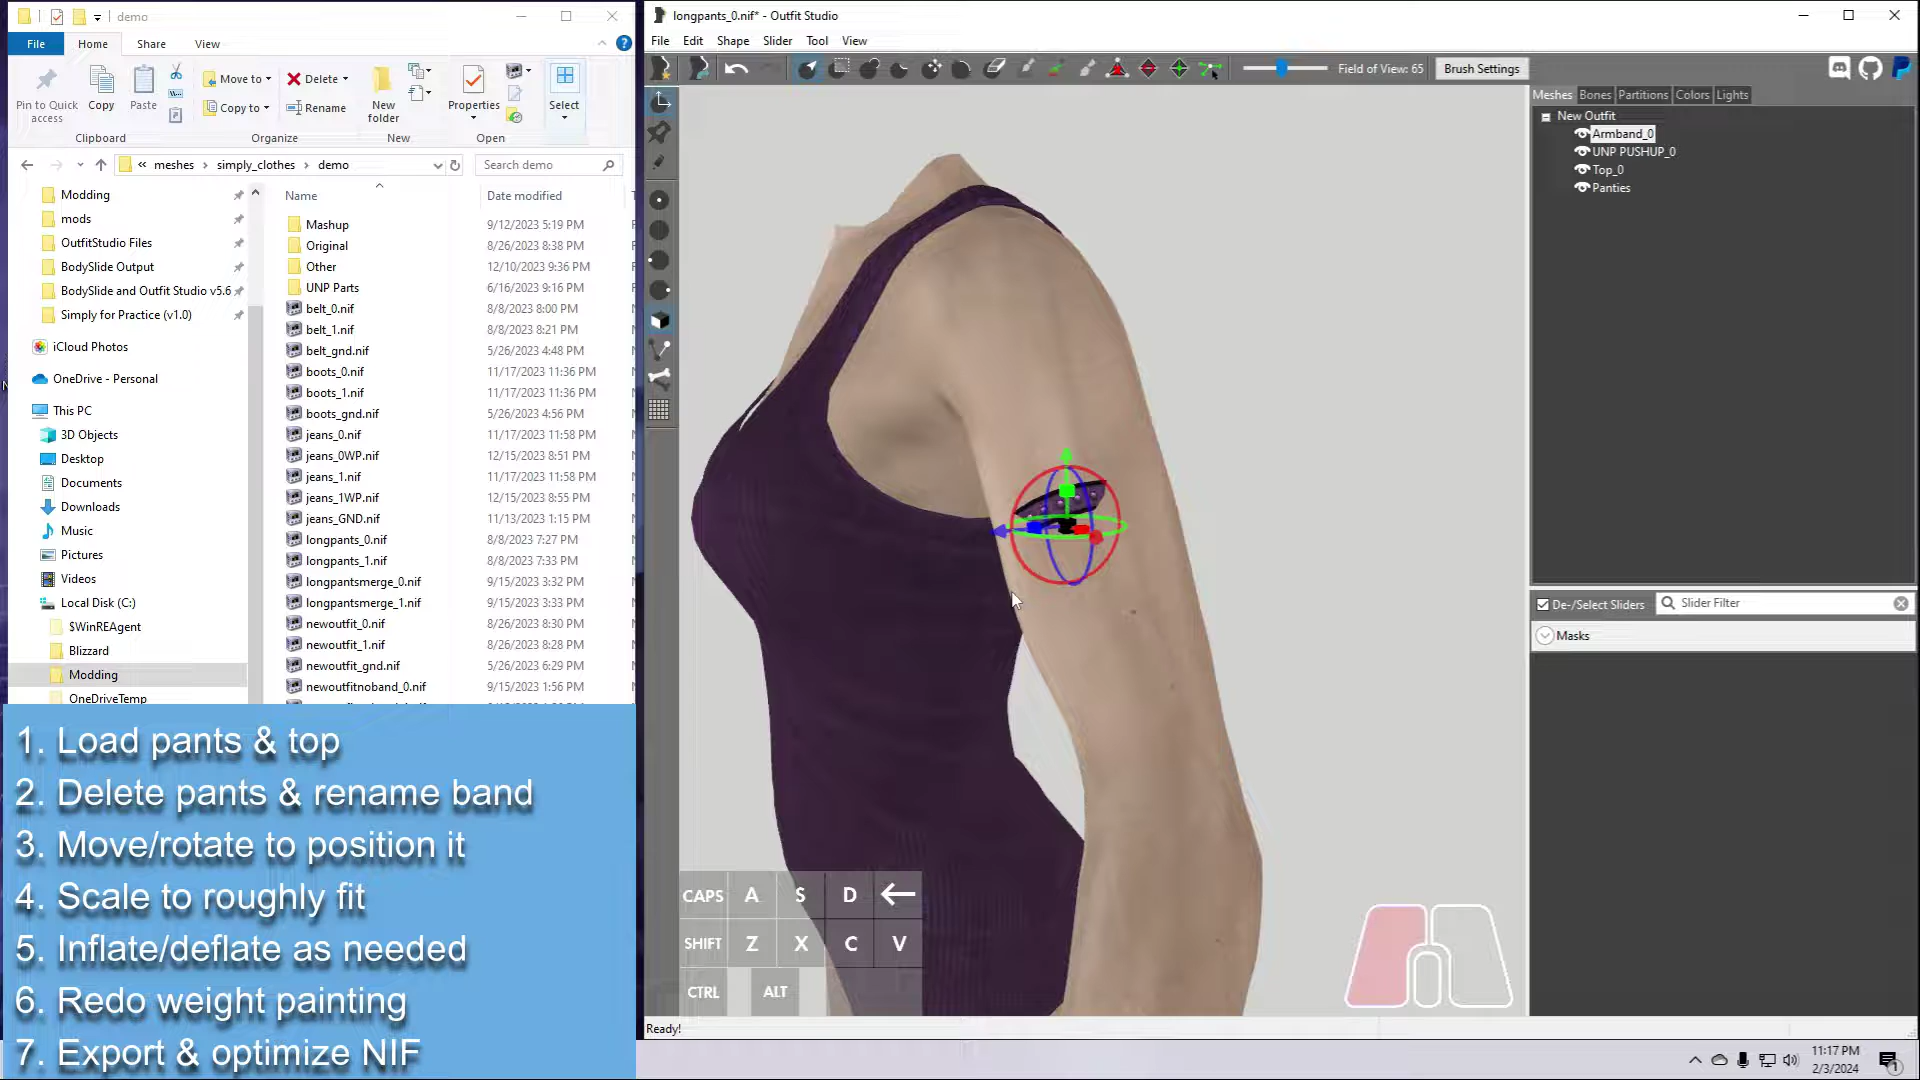 demo
File
Home
Share
View
Pin to Quick access
Copy
Paste
Move to
Copy to
Delete
Rename
New folder
Properties
Select
Clipboard
Organize
New
Open
« meshes › simply_clothes › demo
Search demo
Modding
mods
OutfitStudio Files
BodySlide Output
BodySlide and Outfit Studio v5.6
Simply for Practice (v1.0)
iCloud Photos
OneDrive - Personal
This PC
3D Objects
Desktop
Documents
Downloads
Music
Pictures
Videos
Local Disk (C:)
$WinREAgent
Blizzard
Modding
OneDriveTemp
Name Date modified
Mashup 9/12/2023 5:19 PM
Original 8/26/2023 8:38 PM
Other 12/10/2023 9:36 PM
UNP Parts 6/16/2023 9:16 PM
belt_0.nif 8/8/2023 8:00 PM
belt_1.nif 8/8/2023 8:21 PM
belt_gnd.nif 5/26/2023 4:48 PM
boots_0.nif 11/17/2023 11:36 PM
boots_1.nif 11/17/2023 11:36 PM
boots_gnd.nif 5/26/2023 4:56 PM
jeans_0.nif 11/17/2023 11:58 PM
jeans_0WP.nif 12/15/2023 8:51 PM
jeans_1.nif 11/17/2023 11:58 PM
jeans_1WP.nif 12/15/2023 8:55 PM
jeans_GND.nif 11/13/2023 1:15 PM
longpants_0.nif 8/8/2023 7:27 PM
longpants_1.nif 8/8/2023 7:33 PM
longpantsmerge_0.nif 9/15/2023 3:32 PM
longpantsmerge_1.nif 9/15/2023 3:33 PM
newoutfit_0.nif 8/26/2023 8:30 PM
newoutfit_1.nif 8/26/2023 8:28 PM
newoutfit_gnd.nif 5/26/2023 6:29 PM
newoutfitnoband_0.nif 9/15/2023 1:56 PM
1. Load pants & top
2. Delete pants & rename band
3. Move/rotate to position it
4. Scale to roughly fit
5. Inflate/deflate as needed
6. Redo weight painting
7. Export & optimize NIF
longpants_0.nif* - Outfit Studio
File Edit Shape Slider Tool View
Field of View: 65
Brush Settings
Meshes Bones Partitions Colors Lights
New Outfit
Armband_0
UNP PUSHUP_0
Top_0
Panties
De-/Select Sliders
Slider Filter
Masks
CAPS A S D
SHIFT Z X C V
CTRL ALT
Ready!
11:17 PM
2/3/2024